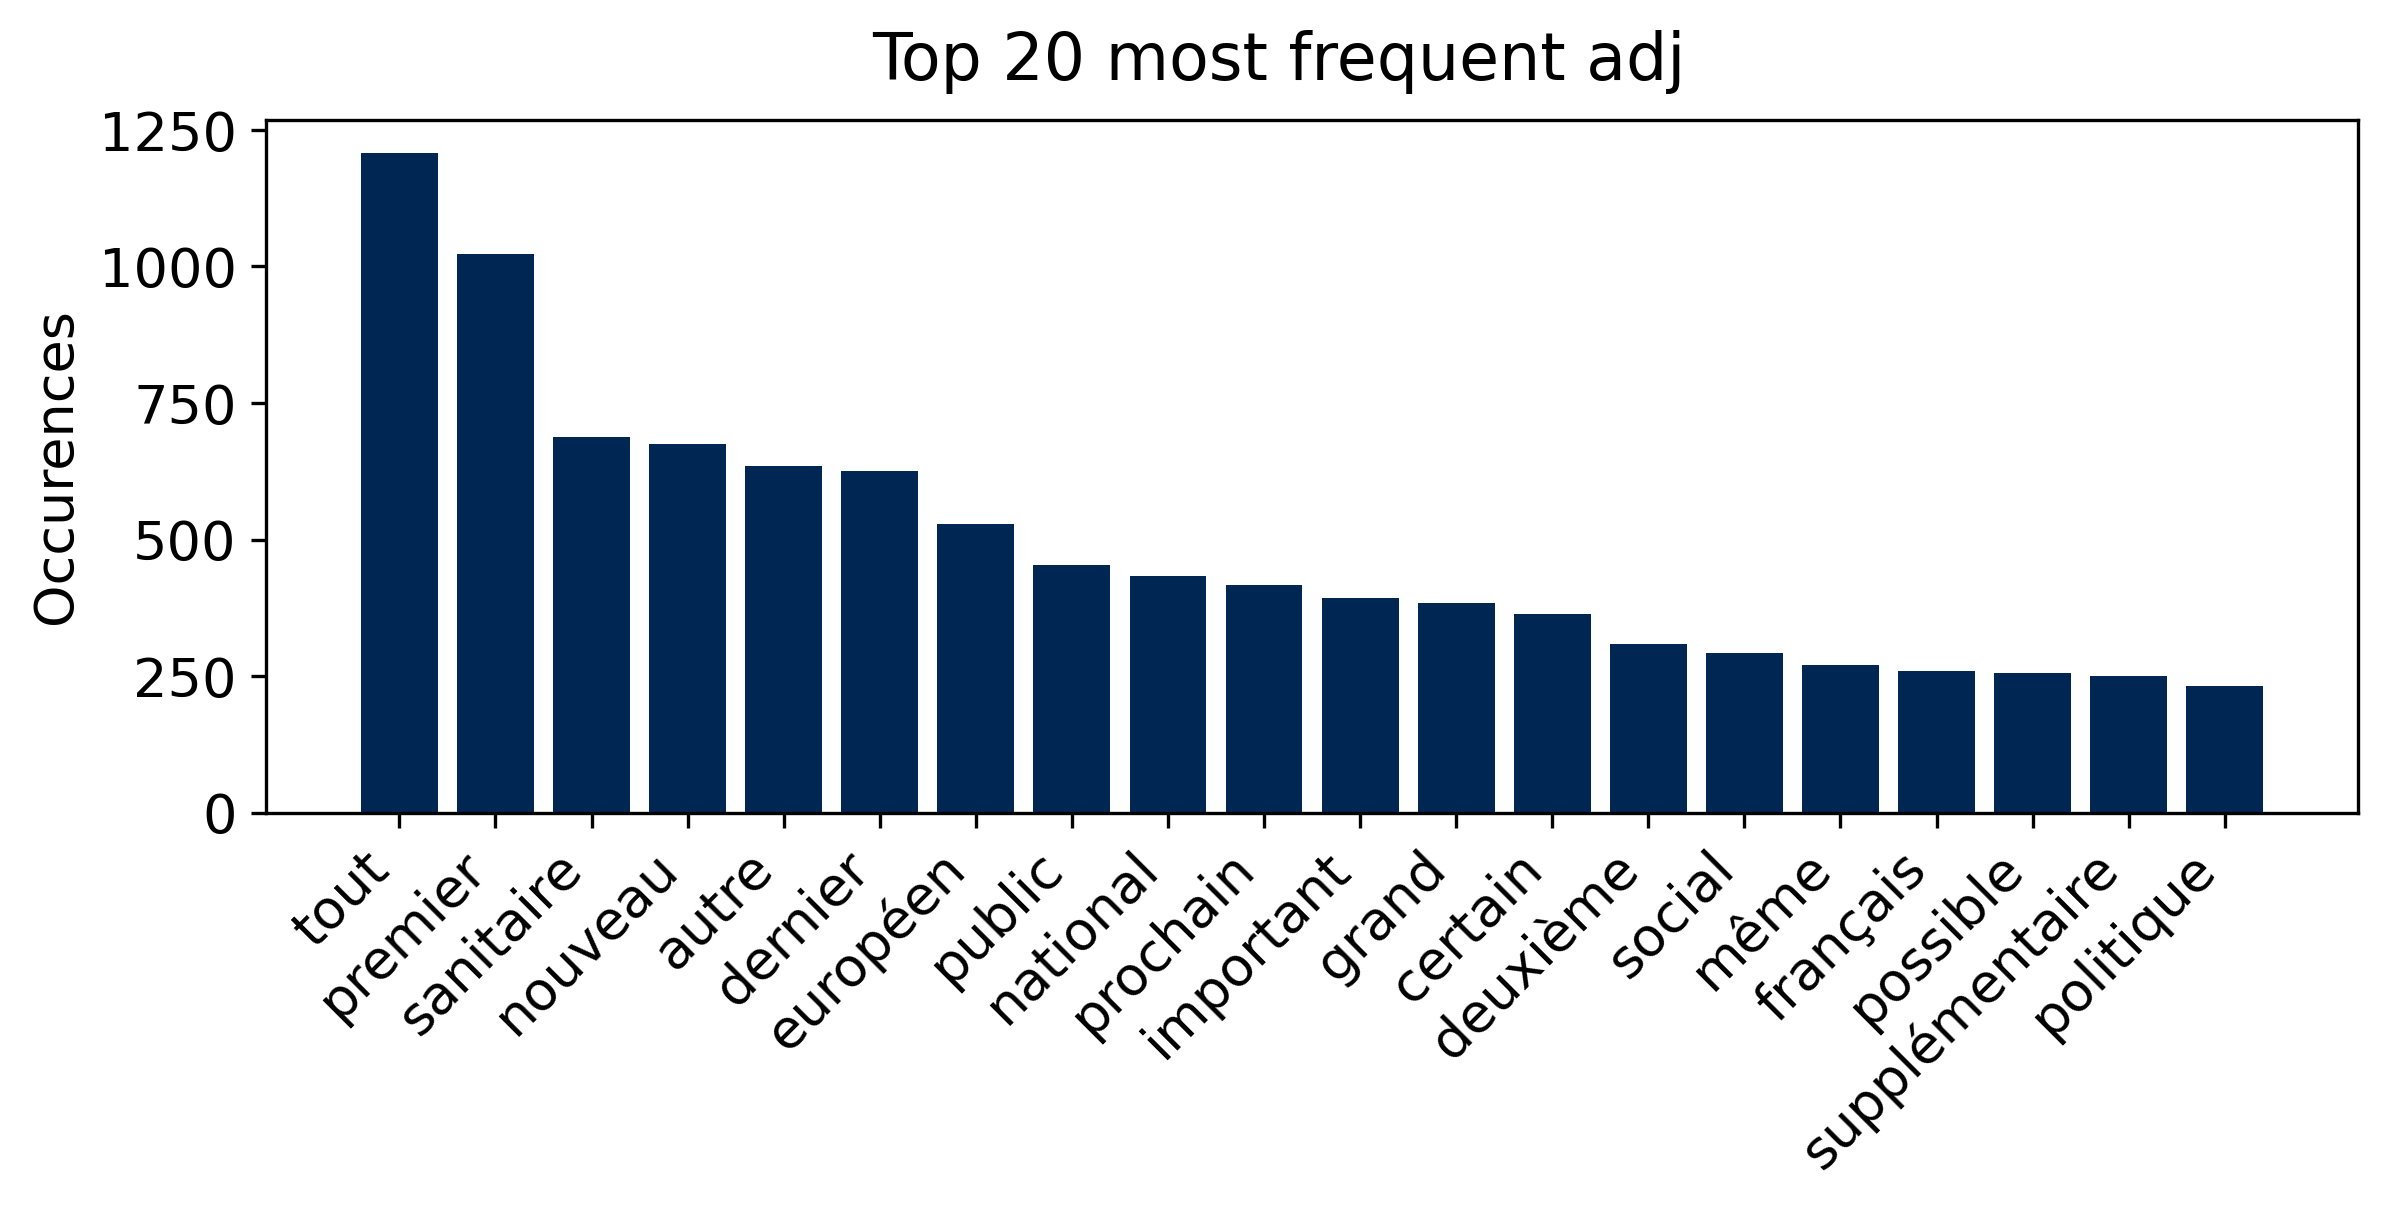 Top 20 most frequent adj
Occurences
1250
1000
750
500
250
0
tout
premier
sanitaire
nouveau
autre
dernier
européen
public
national
prochain
important
grand
certain
deuxième
social
même
français
possible
supplémentaire
politique